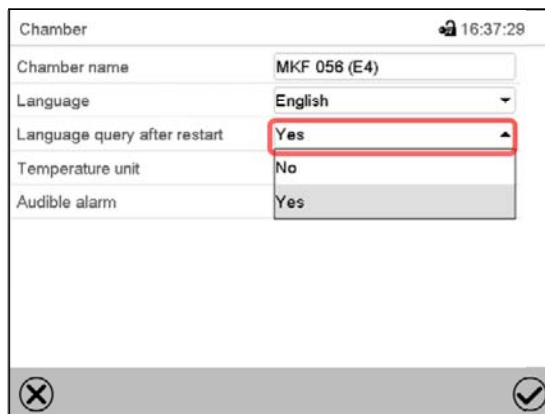 Chamber 16:37:29
Chamber name MKF 056 (E4)
Language English
Language query after restart Yes
Temperature unit No
Audible alarm Yes